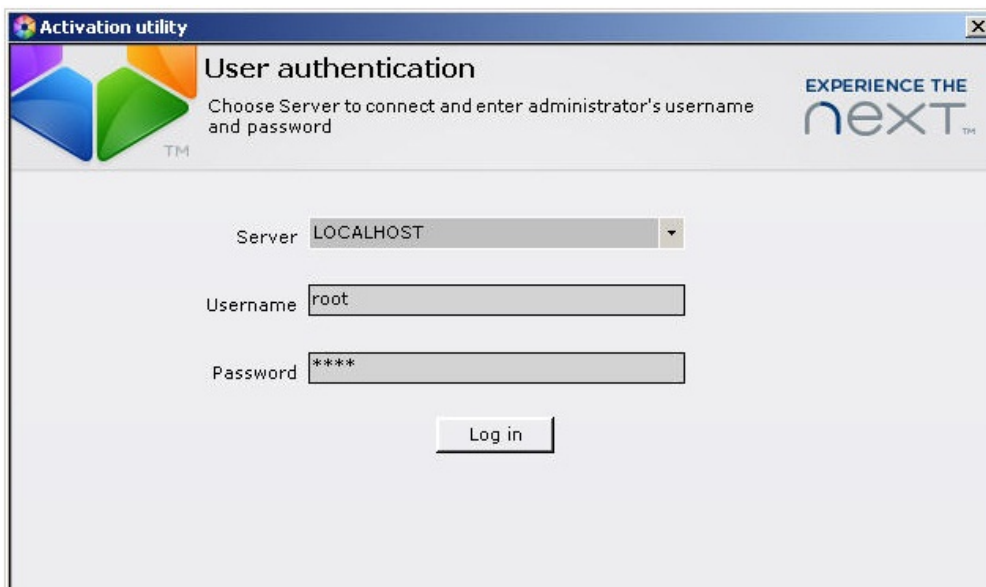 Activation utility
User authentication
Choose Server to connect and enter administrator's username
and password
TM
EXPERIENCE THE
next™
Server LOCALHOST
Username root
Password ****
Log in